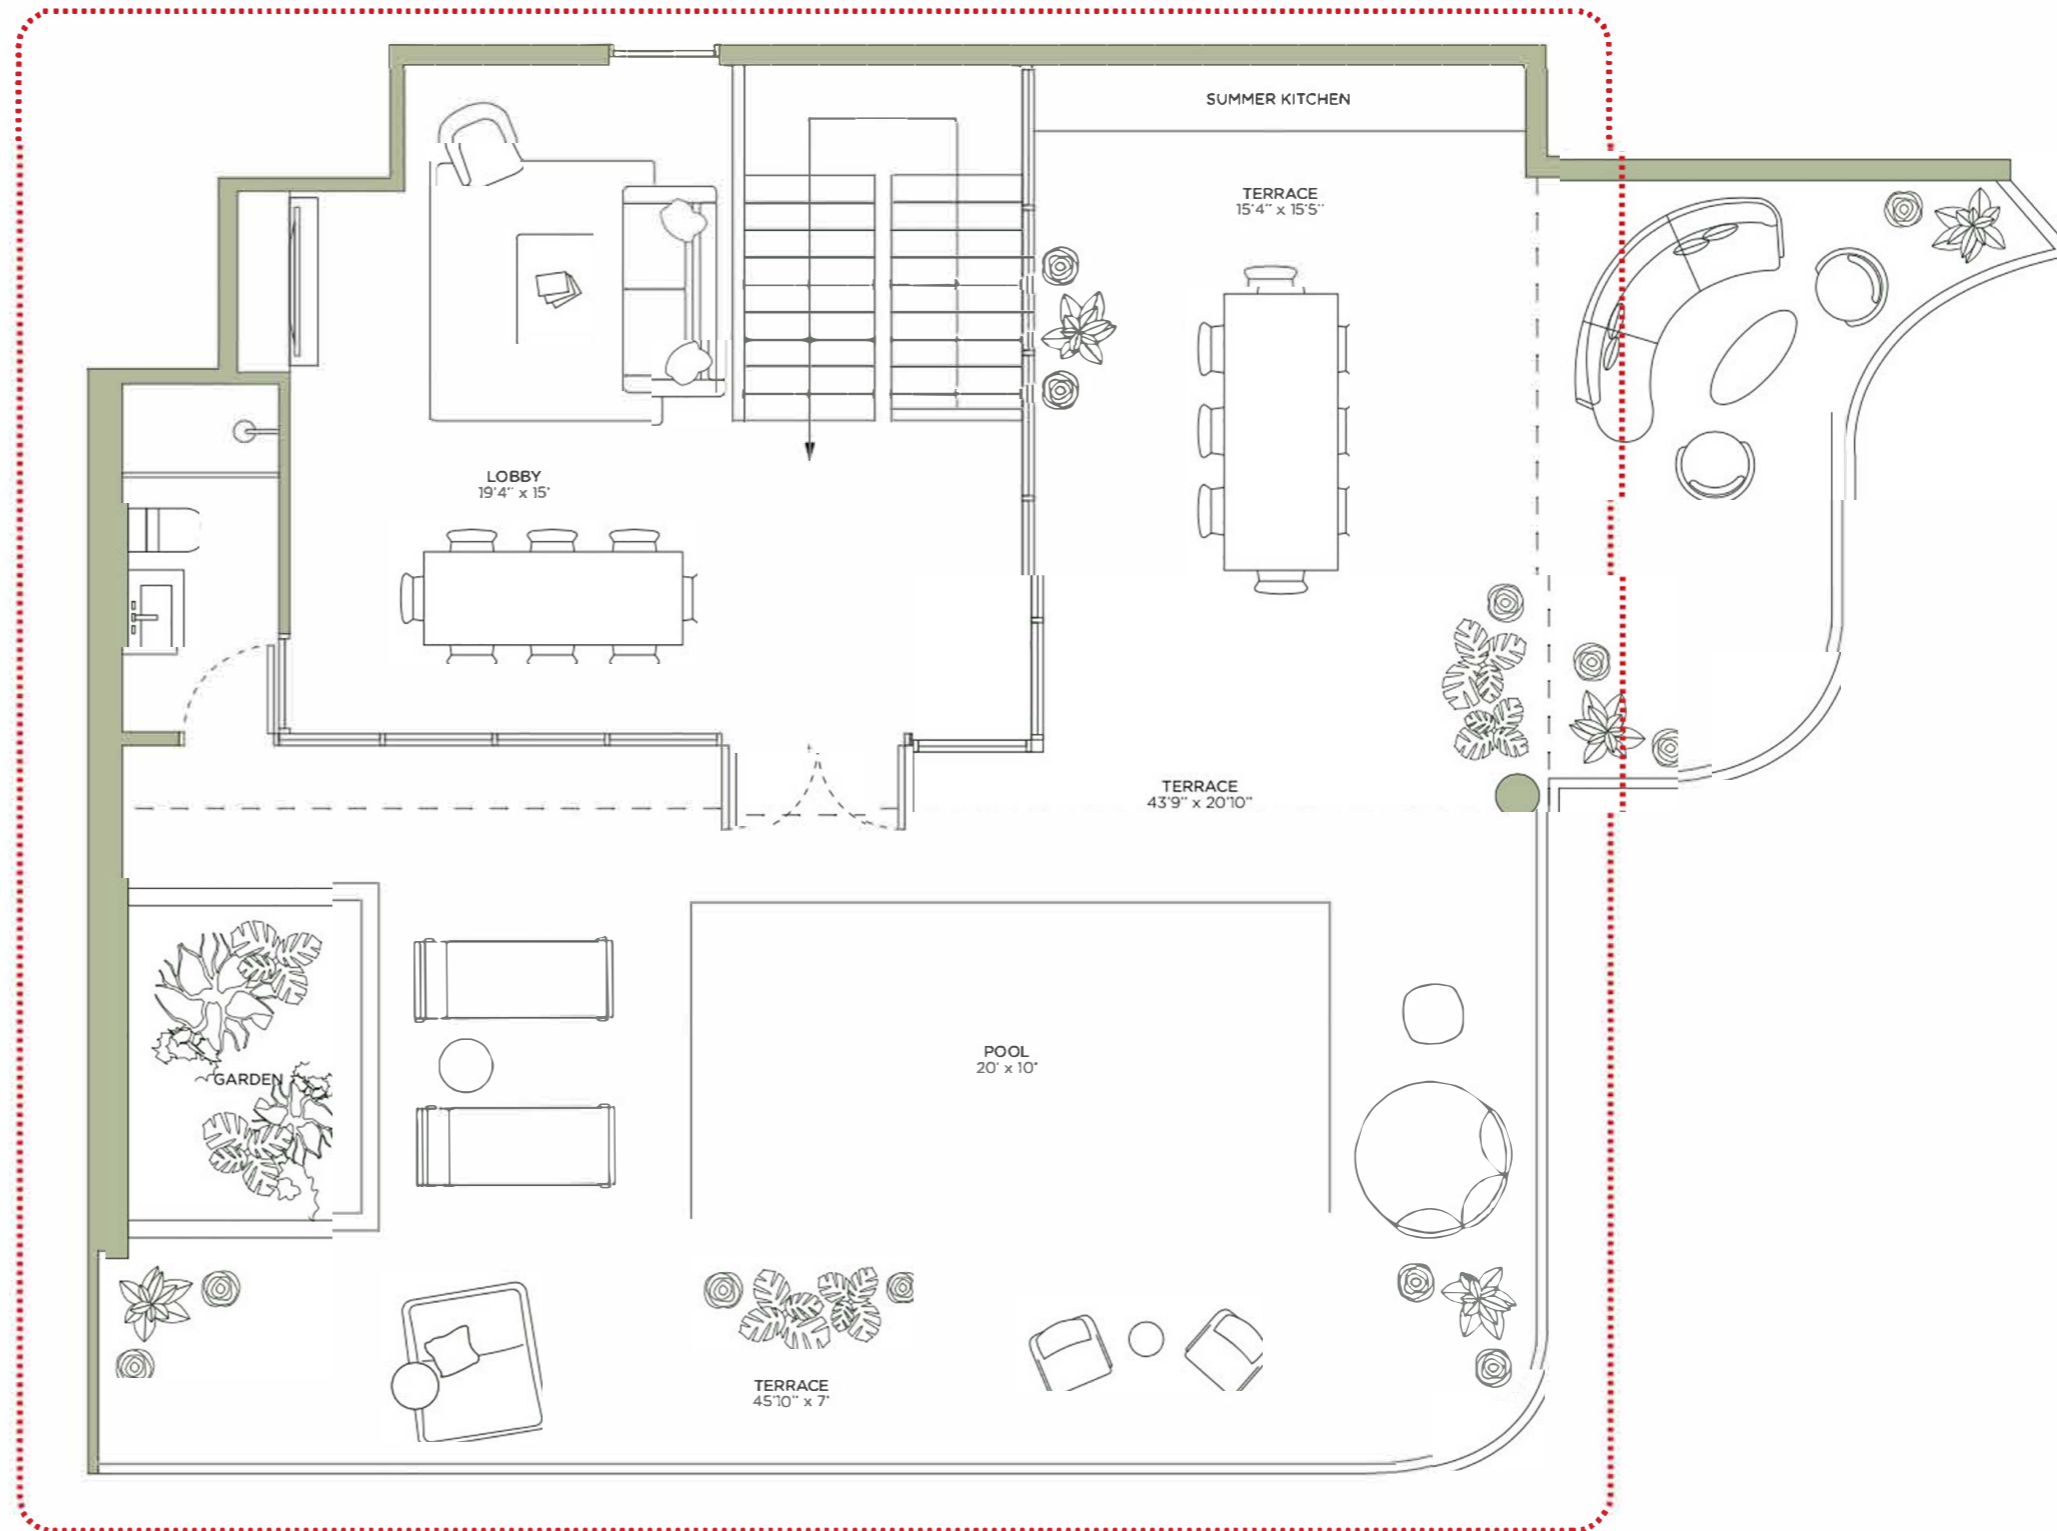 SUMMER KITCHEN
TERRACE
15'4" x 15'5"
LOBBY
19'4" x 15'
TERRACE
43'9" x 20'10"
POOL
20' x 10'
GARDEN
TERRACE
45'10" x 7'